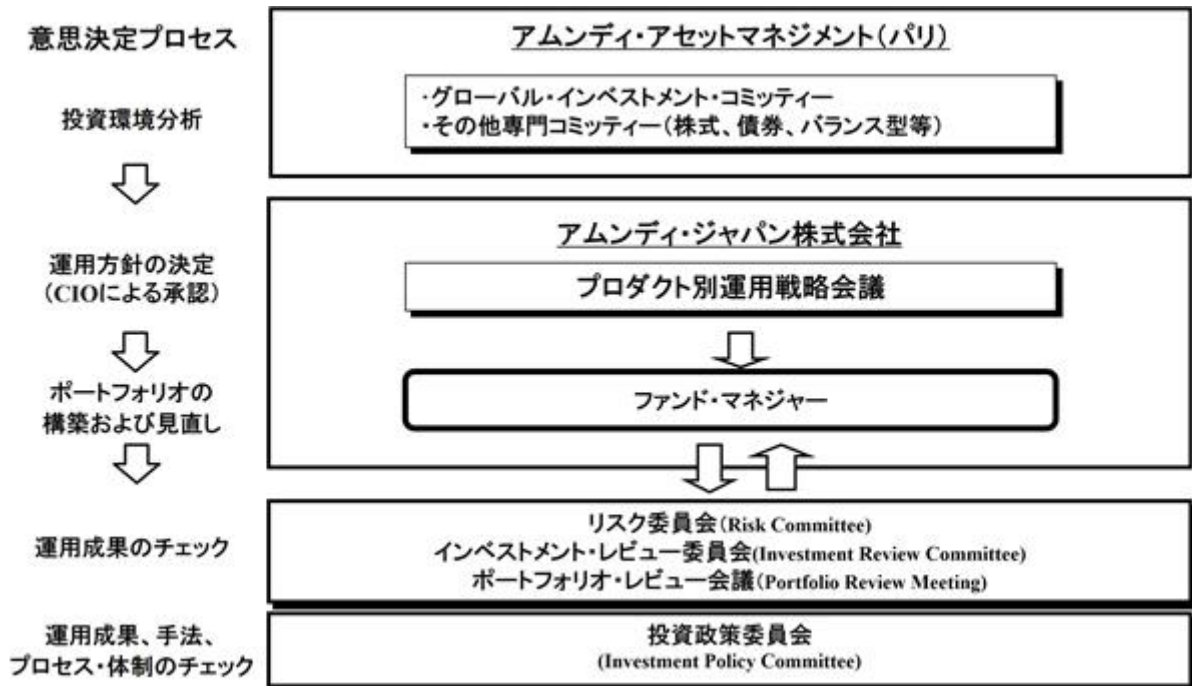 意思決定プロセス
アムンディ・アセットマネジメント(パリ)
投資環境分析
・グローバル・インベストメント・コミッティー
・その他専門コミッティー(株式、債券、バランス型等)
アムンディ・ジャパン株式会社
運用方針の決定
(CIOによる承認)
プロダクト別運用戦略会議
ポートフォリオの
構築および見直し
ファンド・マネジャー
運用成果のチェック
リスク委員会(Risk Committee)
インベストメント・レビュー委員会(Investment Review Committee)
ポートフォリオ・レビュー会議(Portfolio Review Meeting)
運用成果、手法、
プロセス・体制のチェック
投資政策委員会
(Investment Policy Committee)